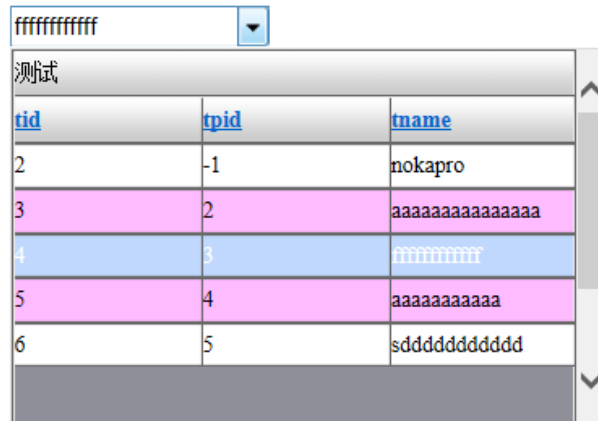 ffffffffffff
测试
tid tpid tname
2 -1 nokapro
3 2 aaaaaaaaaaaaaaa
4 3 ffffffffffff
5 4 aaaaaaaaaaa
6 5 sddddddddddd